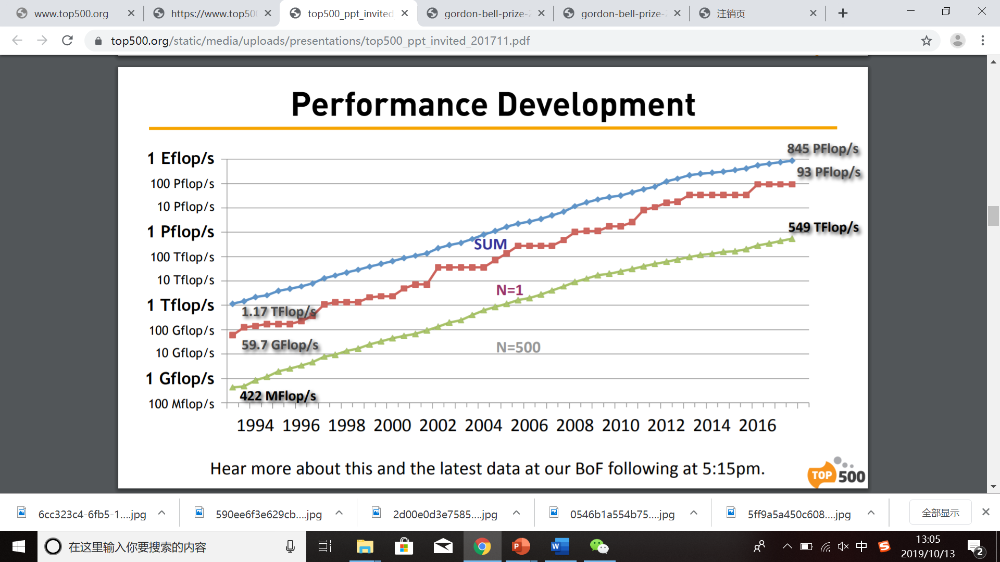 www.top500.org
https://www.top50
top500_ppt_invited
gordon-bell-prize-2
gordon-bell-prize-2
注销页
top500.org/static/media/uploads/presentations/top500_ppt_invited_201711.pdf
Performance Development
1 Eflop/s
100 Pflop/s
10 Pflop/s
1 Pflop/s
100 Tflop/s
10 Tflop/s
1 Tflop/s
100 Gflop/s
10 Gflop/s
1 Gflop/s
100 Mflop/s
845 PFlop/s
93 PFlop/s
549 TFlop/s
SUM
N=1
1.17 TFlop/s
59.7 GFlop/s
N=500
422 MFlop/s
1994 1996 1998 2000 2002 2004 2006 2008 2010 2012 2014 2016
Hear more about this and the latest data at our BoF following at 5:15pm.
TOP 500
6cc323c4-6fb5-1....jpg
590ee6f3e629cb....jpg
2d00e0d3e7585....jpg
0546b1a554b75....jpg
5ff9a5a450c608....jpg
全部显示
在这里输入你要搜索的内容
中
13:05
2019/10/13
2